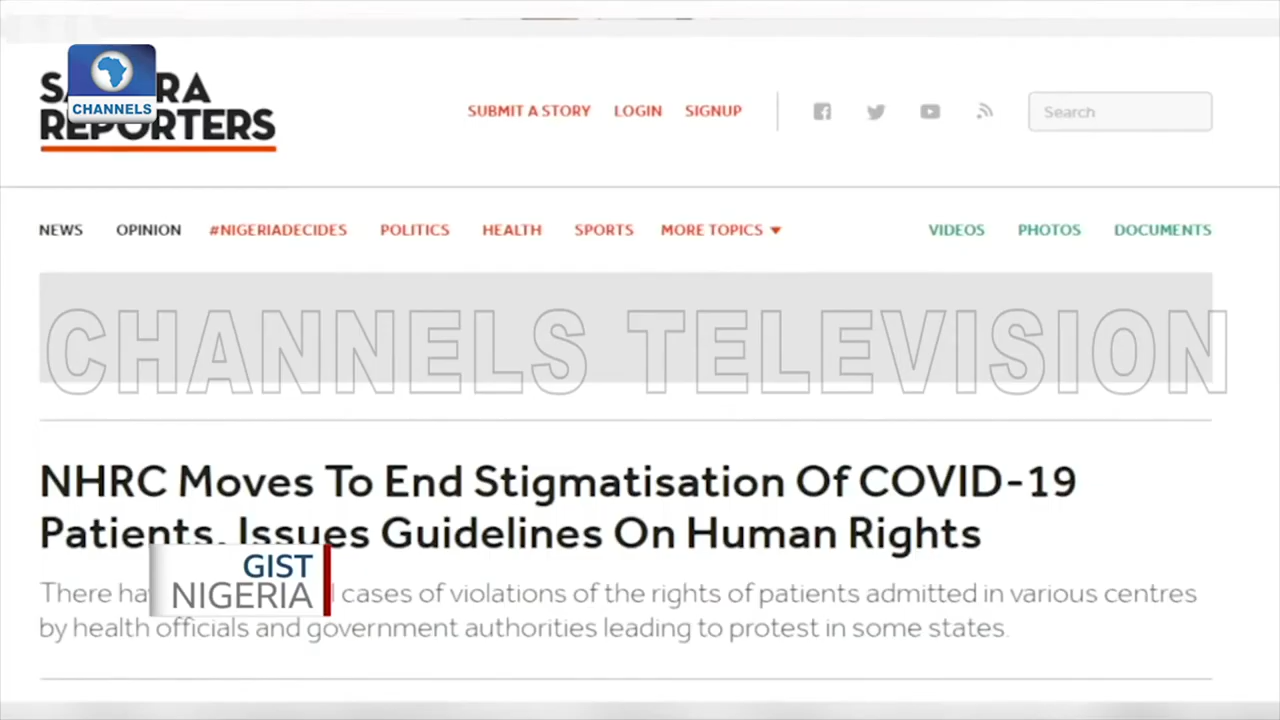 CHANNELS
REPORTERS
SUBMIT A STORY LOGIN SIGNUP
Search
NEWS OPINION #NIGERIADECIDES POLITICS HEALTH SPORTS MORE TOPICS VIDEOS PHOTOS DOCUMENTS
CHANNELS TELEVISION
NHRC Moves To End Stigmatisation Of COVID-19
Patients, Issues Guidelines On Human Rights
GIST
NIGERIA
There cases of violations of the rights of patients admitted in various centres
by health officials and government authorities leading to protest in some states.